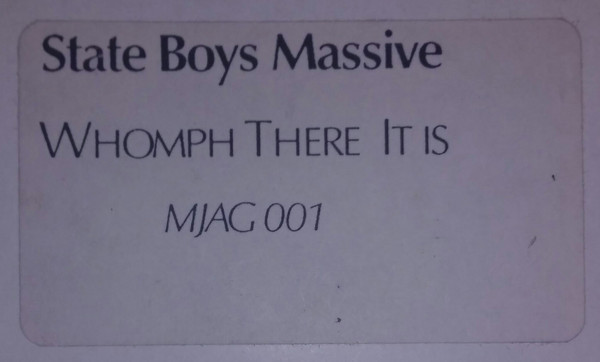 State Boys Massive
WHOMPH THERE IT IS
MJAG 001